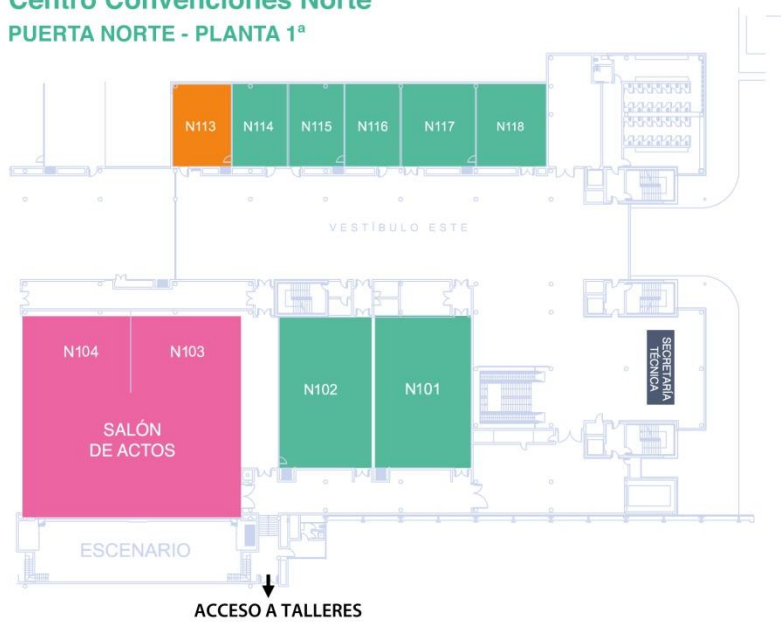 Centro Convenciones Norte
PUERTA NORTE - PLANTA 1ª
N113
N114
N115
N116
N117
N118
VESTÍBULO ESTE
N104
N103
N102
N101
SECRETARÍA
TÉCNICA
SALÓN
DE ACTOS
ESCENARIO
ACCESO A TALLERES